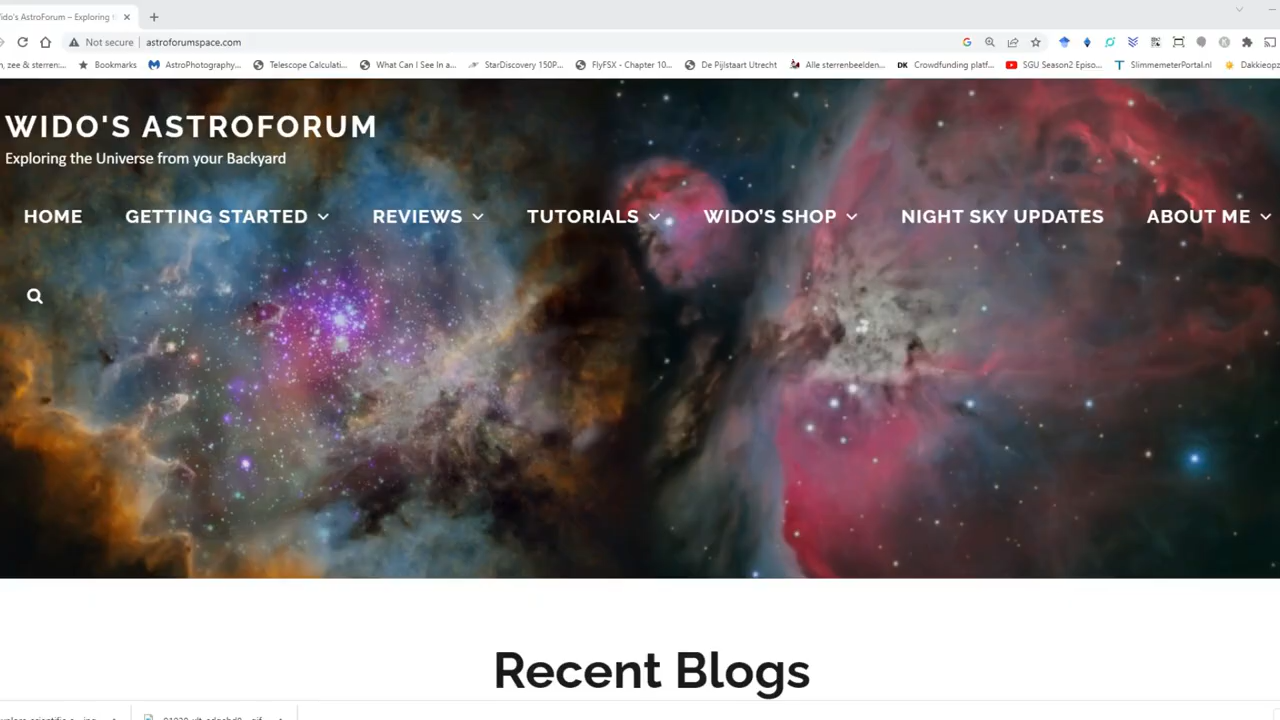 ido's AstroForum – Exploring t
Not secure astroforumspace.com
n, zee & sterren:... Bookmarks AstroPhotography... Telescope Calculati... What Can I See In a... StarDiscovery 150P... FlyFSX - Chapter 10... De Pijlstaart Utrecht Alle sterrenbeelden... DK Crowdfunding platf... SGU Season2 Episo... SlimmemeterPortal.nl Dakkieopz
WIDO'S ASTROFORUM
Exploring the Universe from your Backyard
HOME GETTING STARTED REVIEWS TUTORIALS WIDO'S SHOP NIGHT SKY UPDATES ABOUT ME
Recent Blogs